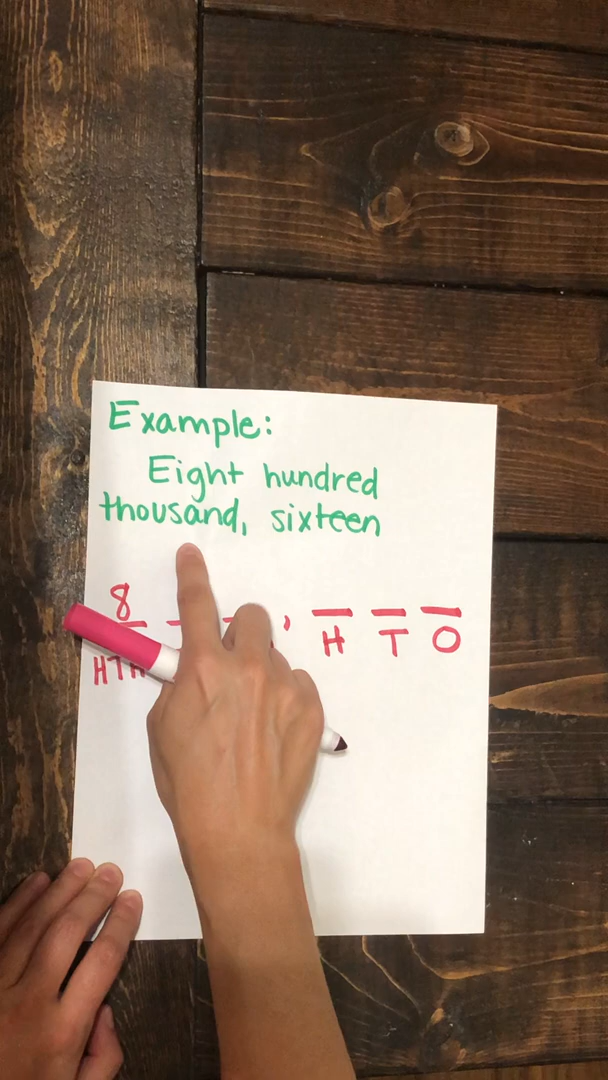 Example:
Eight hundred
thousand, sixteen
8
_ _ _, _ _ _
H T O